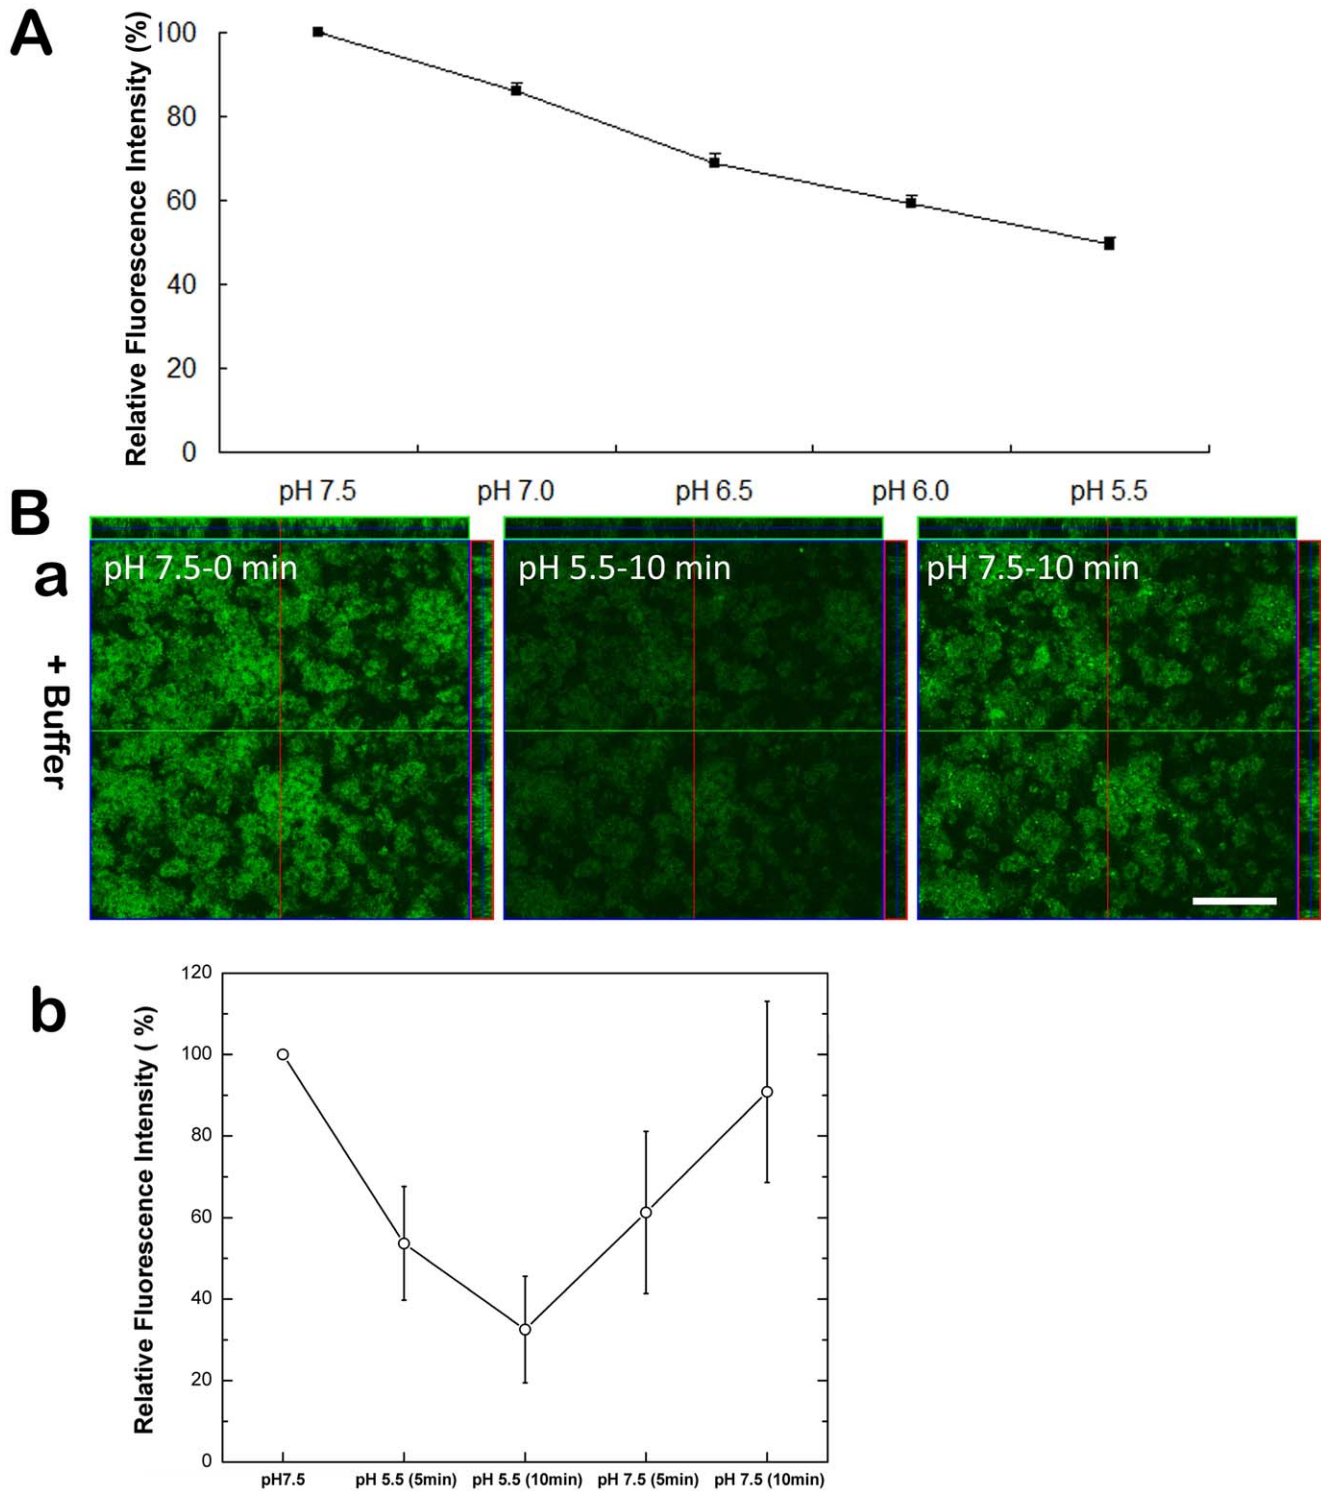 A
Relative Fluorescence Intensity (%)
100
80
60
40
20
0
pH 7.5 pH 7.0 pH 6.5 pH 6.0 pH 5.5
B
a
+ Buffer
pH 7.5-0 min
pH 5.5-10 min
pH 7.5-10 min
b
Relative Fluorescence Intensity ( %)
120
100
80
60
40
20
0
pH7.5 pH 5.5 (5min) pH 5.5 (10min) pH 7.5 (5min) pH 7.5 (10min)